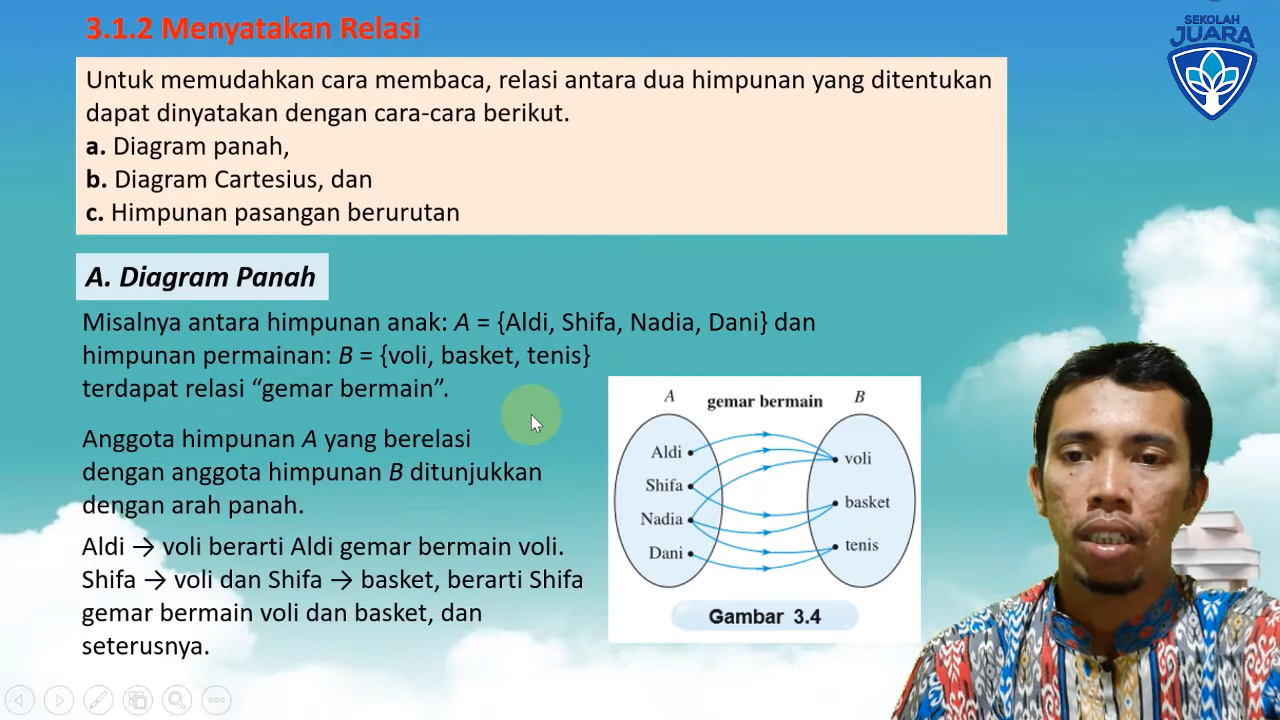 3.1.2 Menyatakan Relasi
SEKOLAH
JUARA
Untuk memudahkan cara membaca, relasi antara dua himpunan yang ditentukan
dapat dinyatakan dengan cara-cara berikut.
a. Diagram panah,
b. Diagram Cartesius, dan
c. Himpunan pasangan berurutan
A. Diagram Panah
Misalnya antara himpunan anak: A = {Aldi, Shifa, Nadia, Dani} dan
himpunan permainan: B = {voli, basket, tenis}
terdapat relasi “gemar bermain”.
Anggota himpunan A yang berelasi
dengan anggota himpunan B ditunjukkan
dengan arah panah.
Aldi → voli berarti Aldi gemar bermain voli.
Shifa → voli dan Shifa → basket, berarti Shifa
gemar bermain voli dan basket, dan
seterusnya.
A gemar bermain B
Aldi
Shifa
Nadia
Dani
voli
basket
tenis
Gambar 3.4